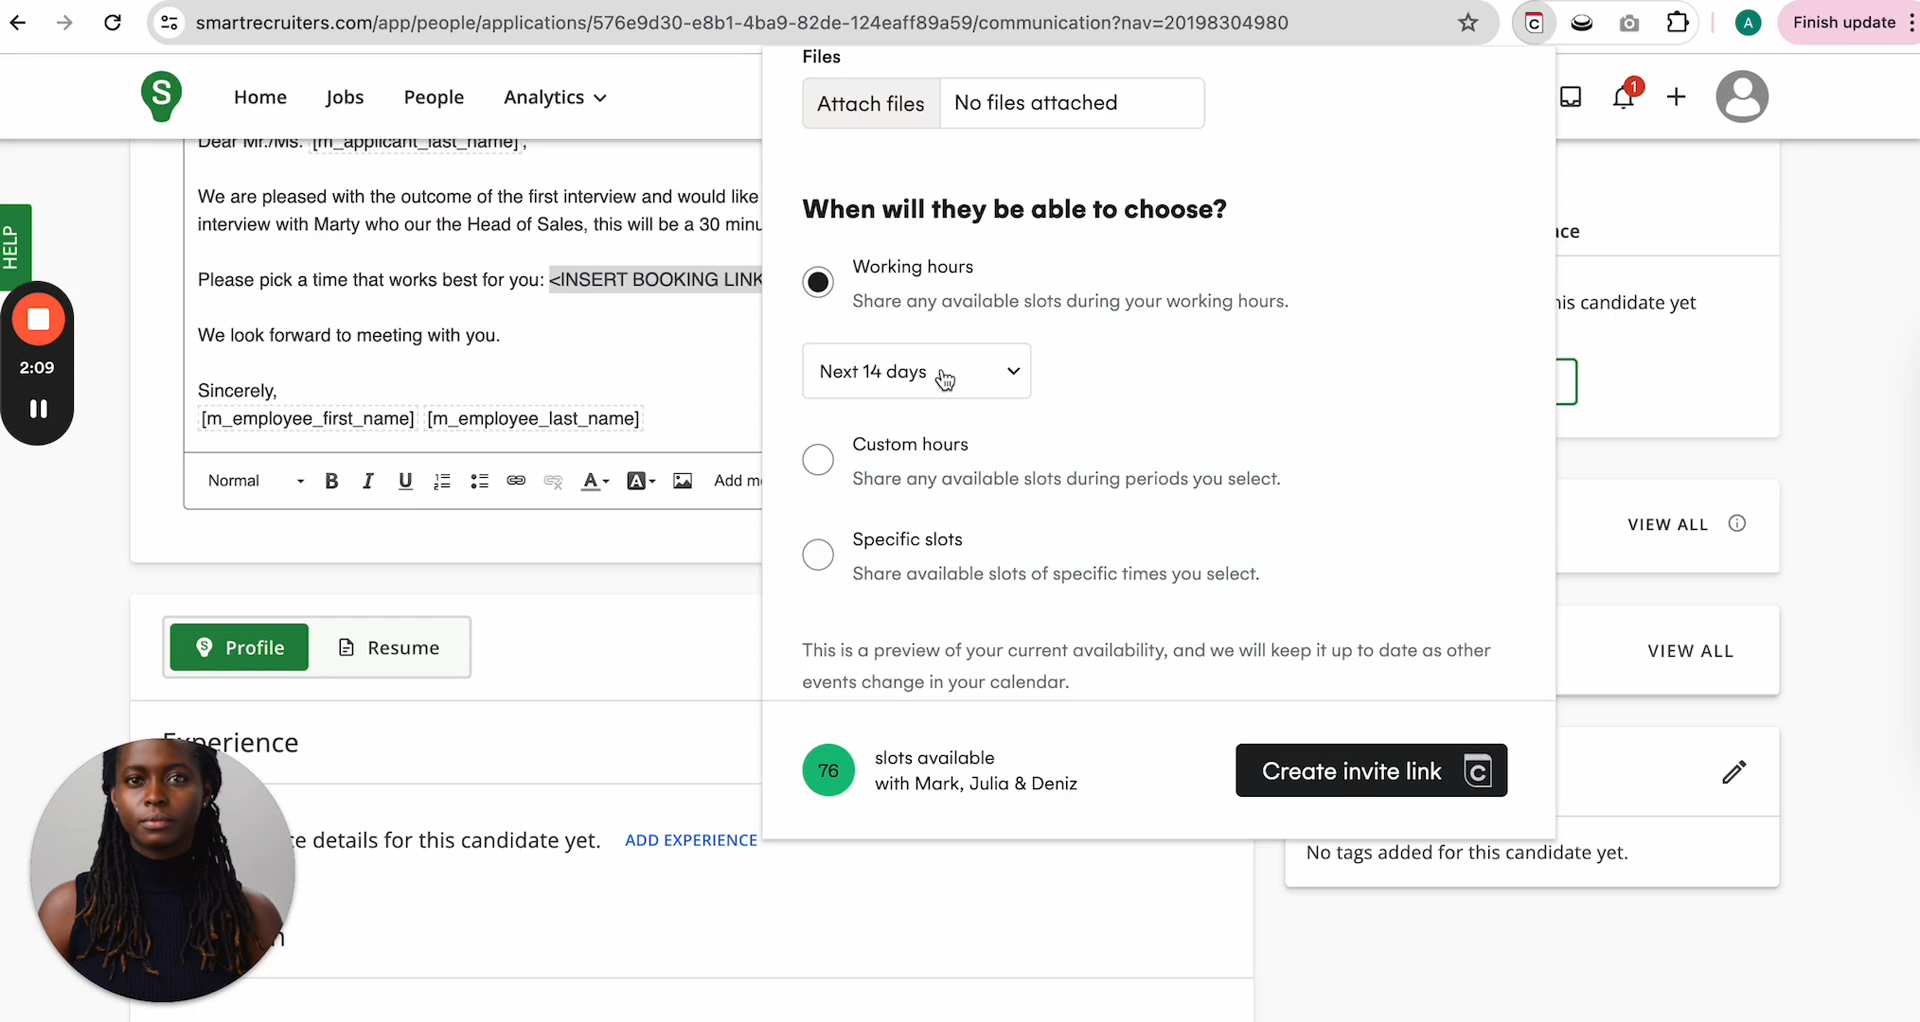 smartrecruiters.com/app/people/applications/576e9d30-e8b1-4ba9-82de-124eaff89a59/communication?nav=20198304980
C
A
Finish update
S
Home
Jobs
People
Analytics
1
Files
Attach files
No files attached
Dear Mr./Ms. [m_applicant_last_name],
We are pleased with the outcome of the first interview and would like
interview with Marty who our the Head of Sales, this will be a 30 minu
Please pick a time that works best for you: <INSERT BOOKING LINK
We look forward to meeting with you.
Sincerely,
[m_employee_first_name] [m_employee_last_name]
Normal
B
I
U
A
A
Add m
HELP
2:09
When will they be able to choose?
Working hours
Share any available slots during your working hours.
Next 14 days
Custom hours
Share any available slots during periods you select.
Specific slots
Share available slots of specific times you select.
This is a preview of your current availability, and we will keep it up to date as other
events change in your calendar.
76
slots available
with Mark, Julia & Deniz
Create invite link
C
his candidate yet
VIEW ALL
VIEW ALL
No tags added for this candidate yet.
S
Profile
Resume
Experience
ce details for this candidate yet.
ADD EXPERIENCE